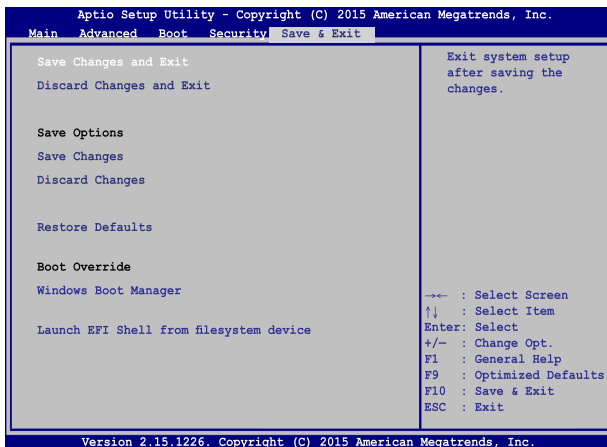 Aptio Setup Utility - Copyright (C) 2015 American Megatrends, Inc.
Main Advanced Boot Security Save & Exit
Save Changes and Exit
Discard Changes and Exit
Save Options
Save Changes
Discard Changes
Restore Defaults
Boot Override
Windows Boot Manager
Launch EFI Shell from filesystem device
Exit system setup
after saving the
changes.
→← : Select Screen
↑↓ : Select Item
Enter: Select
+/— : Change Opt.
F1 : General Help
F9 : Optimized Defaults
F10 : Save & Exit
ESC : Exit
Version 2.15.1226. Copyright (C) 2015 American Megatrends, Inc.